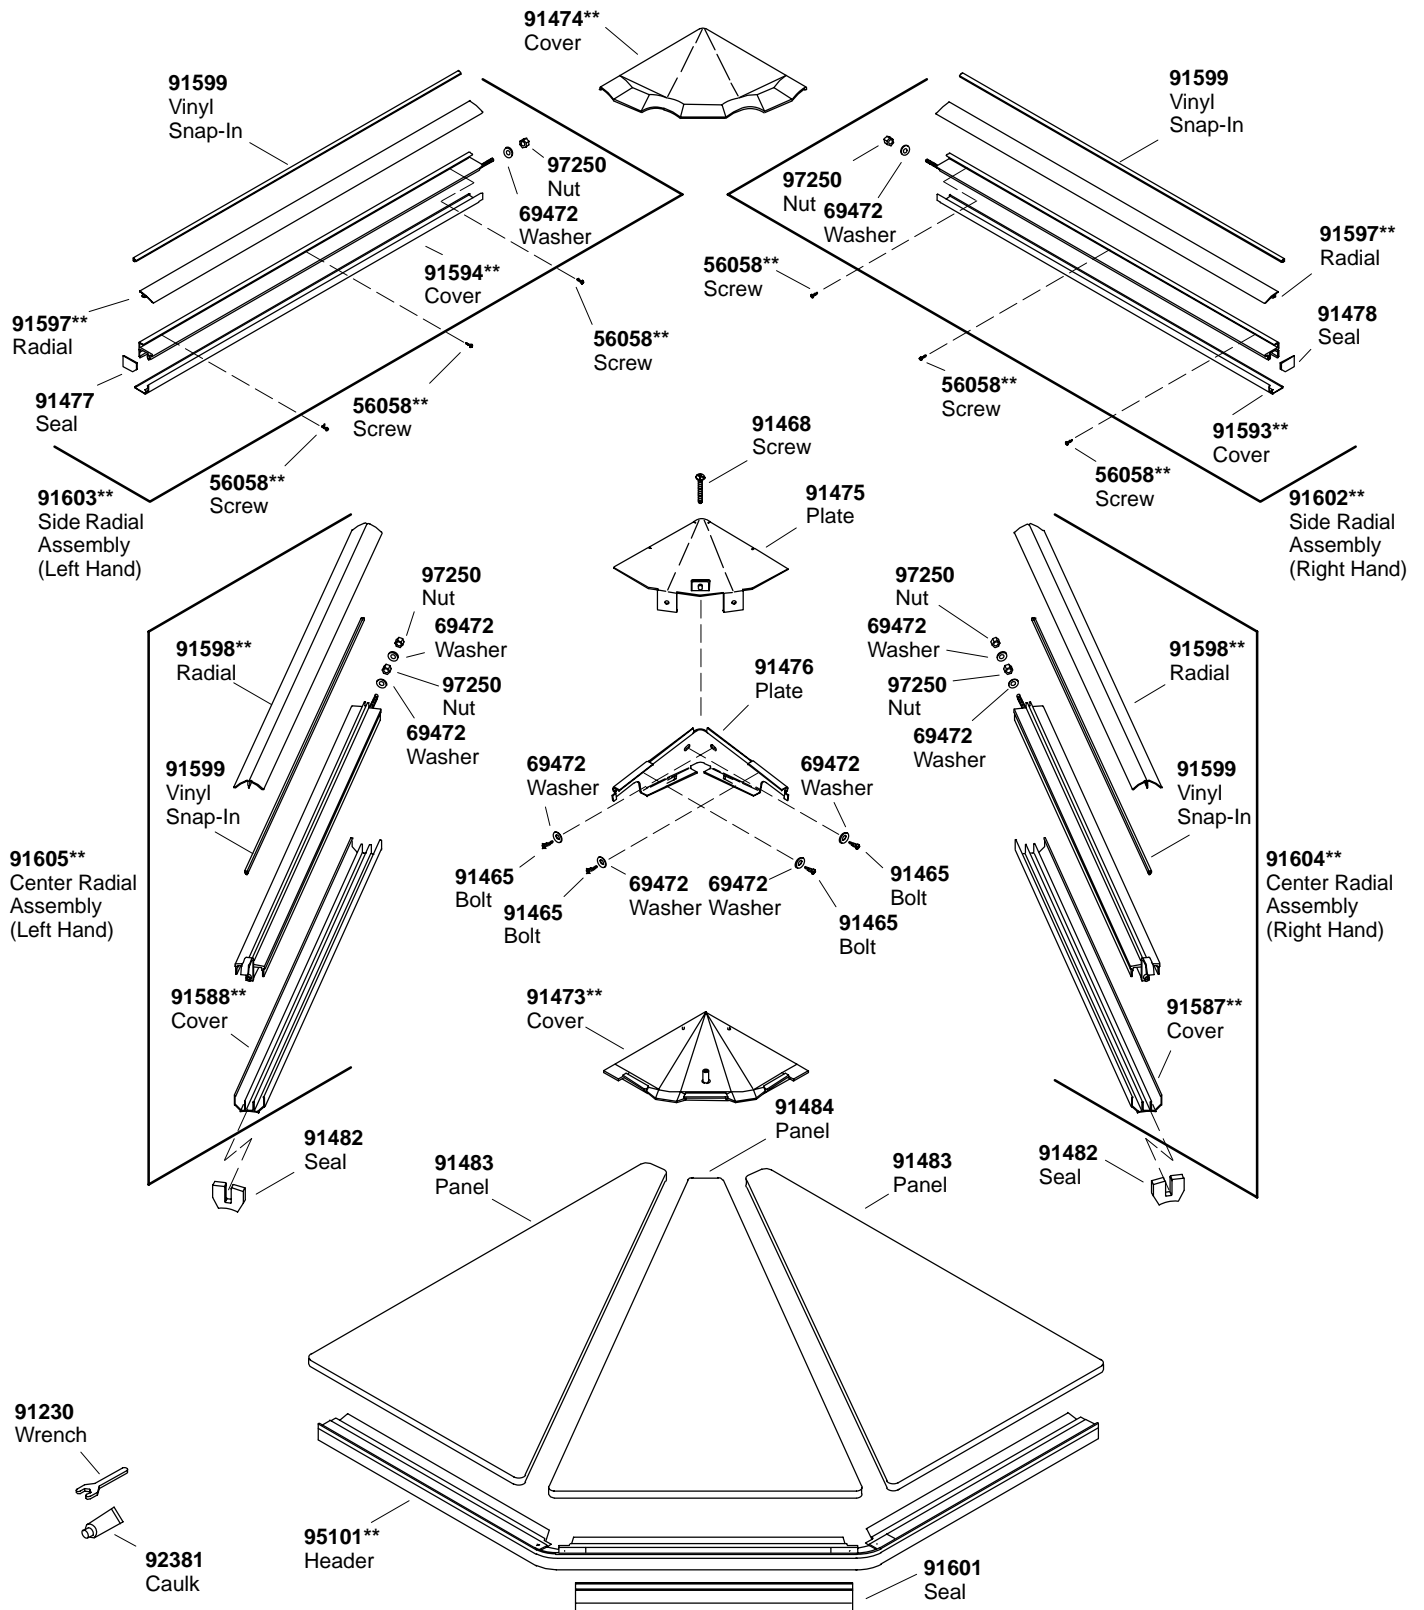 91474**
Cover
91599
Vinyl
Snap-In
91599
Vinyl
Snap-In
97250
Nut
69472
Washer
97250
Nut
69472
Washer
91594**
Cover
56058**
Screw
91597**
Radial
91597**
Radial
56058**
Screw
91478
Seal
91477
Seal
56058**
Screw
56058**
Screw
91593**
Cover
56058**
Screw
56058**
Screw
91468
Screw
91603**
Side Radial
Assembly
(Left Hand)
91475
Plate
91602**
Side Radial
Assembly
(Right Hand)
97250
Nut
69472
Washer
97250
Nut
69472
Washer
91598**
Radial
97250
Nut
69472
Washer
91476
Plate
91598**
Radial
97250
Nut
69472
Washer
91599
Vinyl
Snap-In
69472
Washer
69472
Washer
91599
Vinyl
Snap-In
91605**
Center Radial
Assembly
(Left Hand)
91465
Bolt
91465
Bolt
69472
Washer
69472
Washer
91465
Bolt
91465
Bolt
91604**
Center Radial
Assembly
(Right Hand)
91588**
Cover
91473**
Cover
91587**
Cover
91484
Panel
91482
Seal
91483
Panel
91483
Panel
91482
Seal
91230
Wrench
92381
Caulk
95101**
Header
91601
Seal